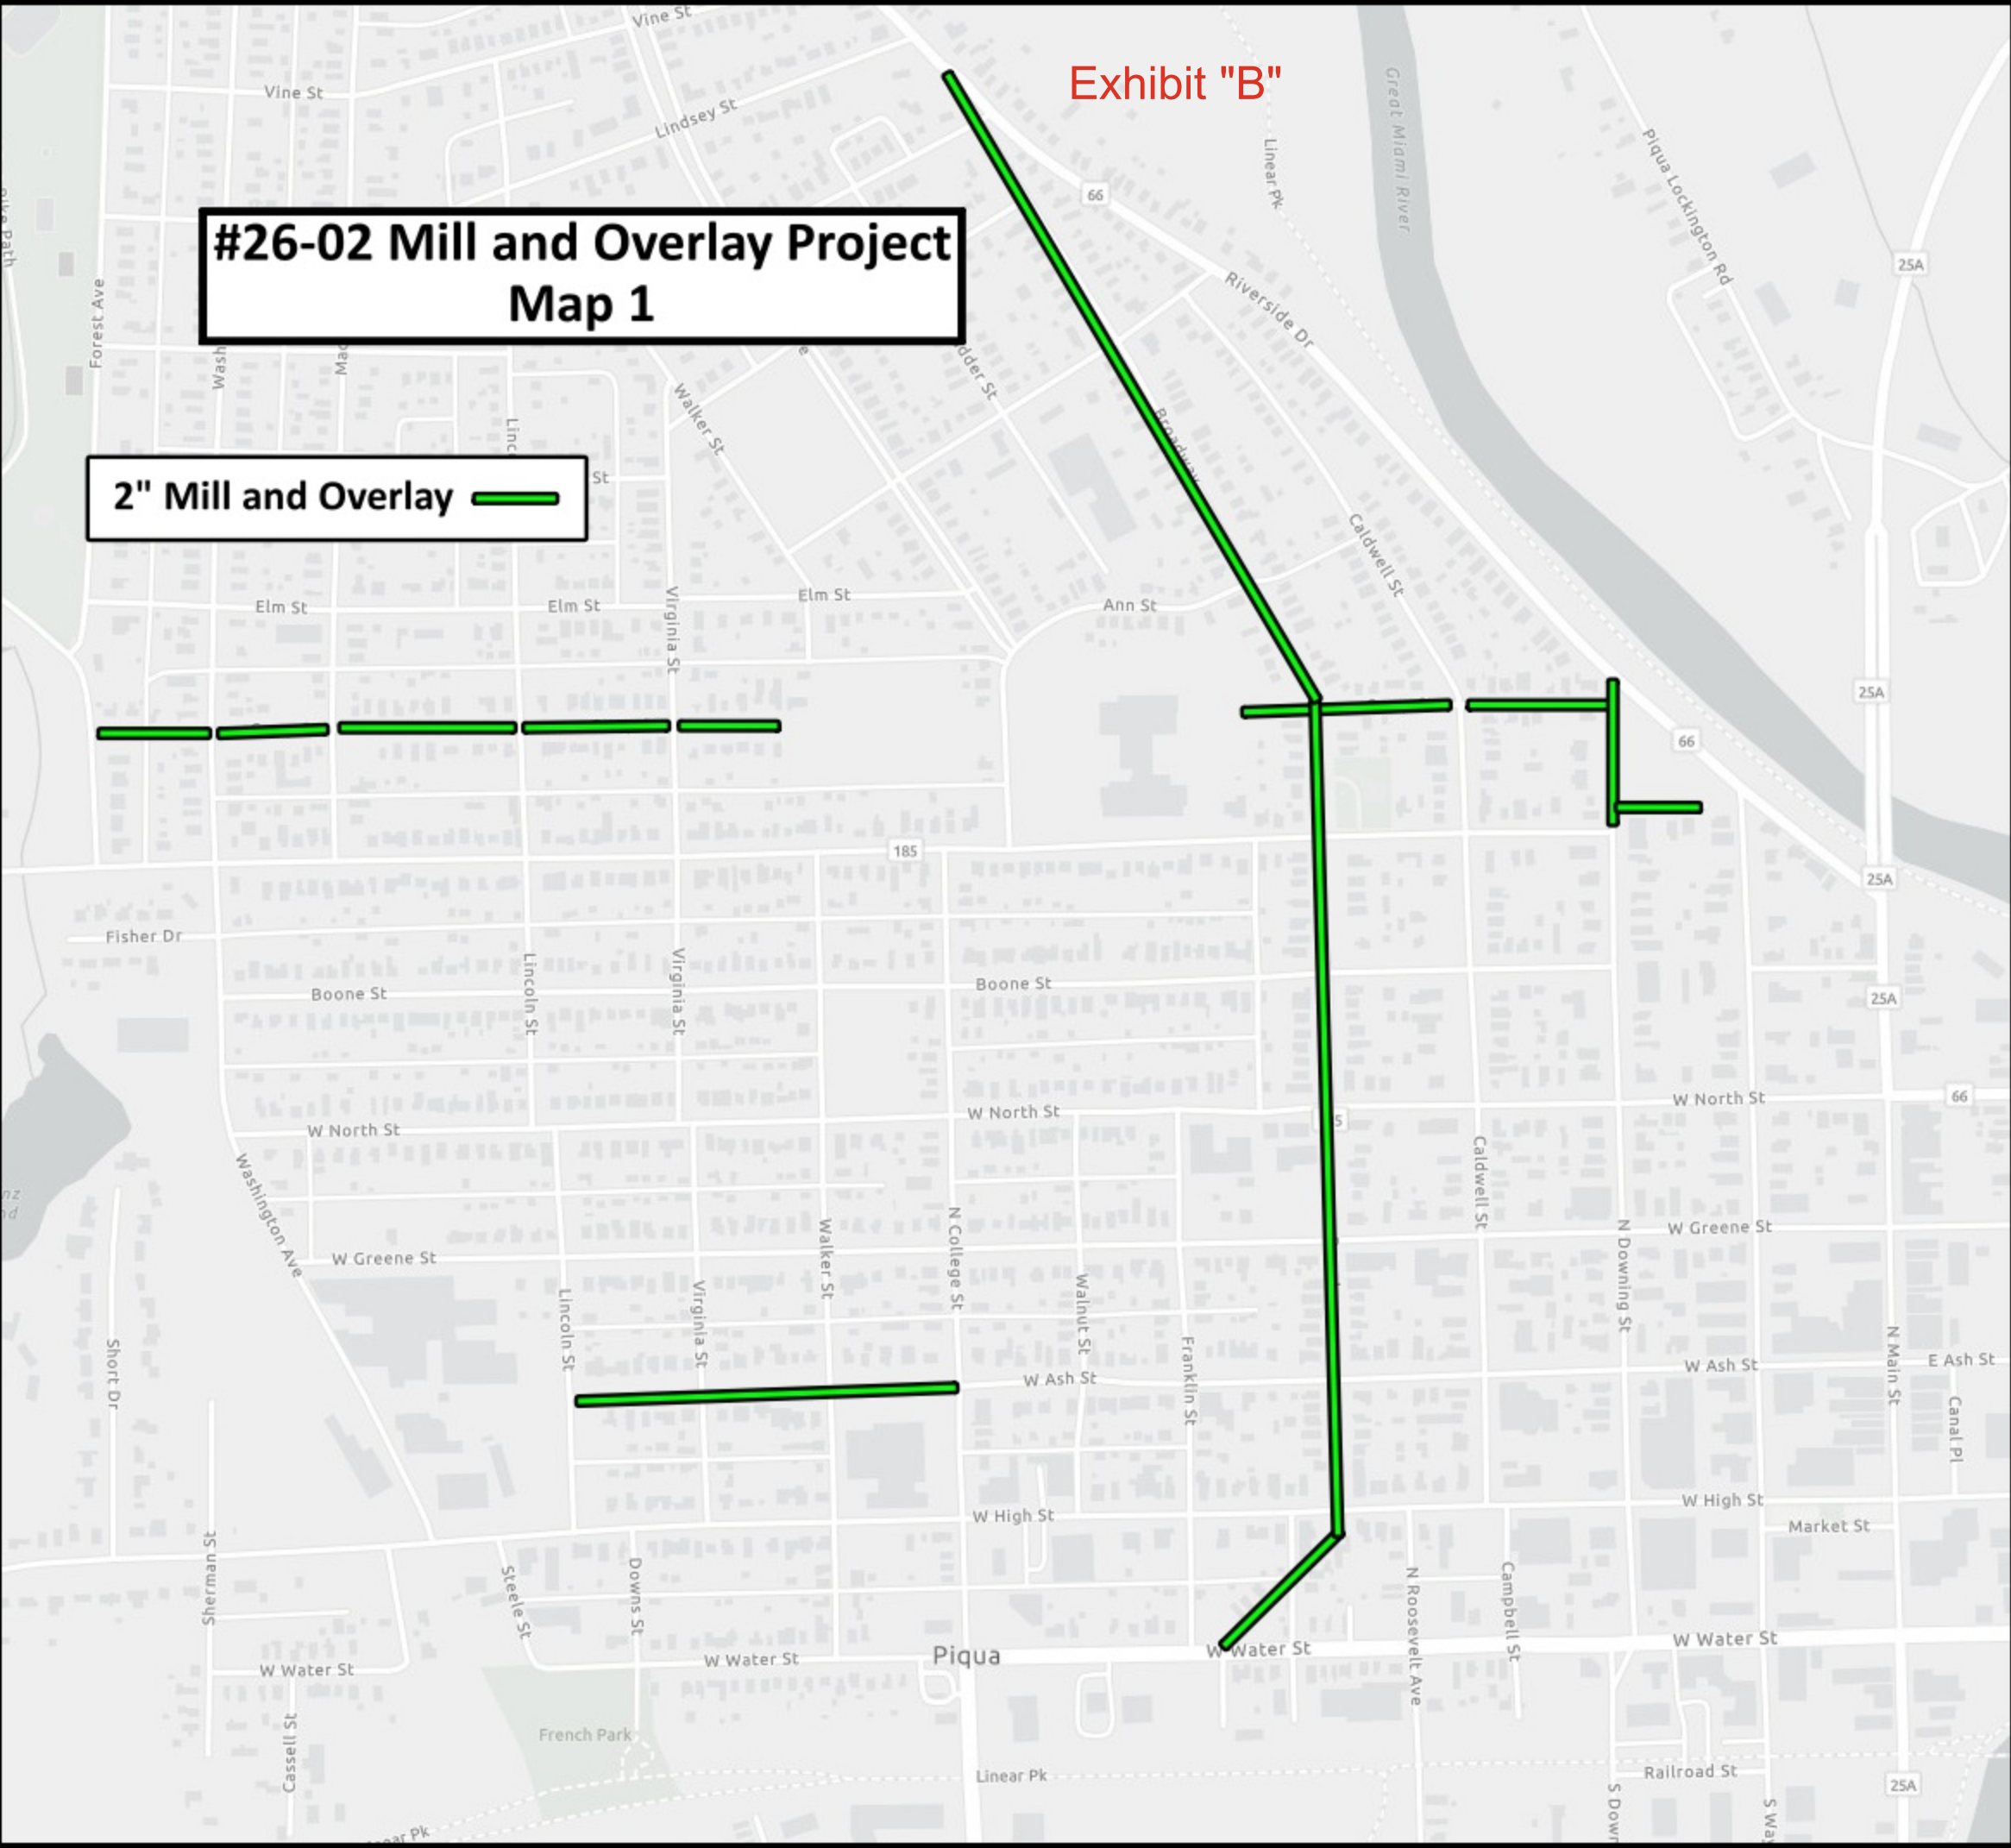 Vine St
Exhibit "B"
Vine St
Lindsey St
Great Miami River
Linear Pk
Piqua Lockington Rd
66
#26-02 Mill and Overlay Project
Map 1
25A
Riverside Dr
Forest Ave
Walker St
Broadway
2" Mill and Overlay
St
Caldwell St
Elm St
Elm St
Elm St
Ann St
Virginia St
25A
66
185
25A
Fisher Dr
Boone St
Lincoln St
Virginia St
Boone St
25A
W North St
W North St
W North St
66
5
Washington Ave
Caldwell St
W Greene St
Walker St
N College St
W Greene St
N Downing St
Lincoln St
Virginia St
Walnut St
Franklin St
Short Dr
W Ash St
W Ash St
N Main St
E Ash St
Canal Pl
W High St
W High St
Market St
Sherman St
Steele St
Downs St
N Roosevelt Ave
Campbell St
W Water St
W Water St
Piqua
W Water St
W Water St
Cassell St
French Park
Linear Pk
Railroad St
25A